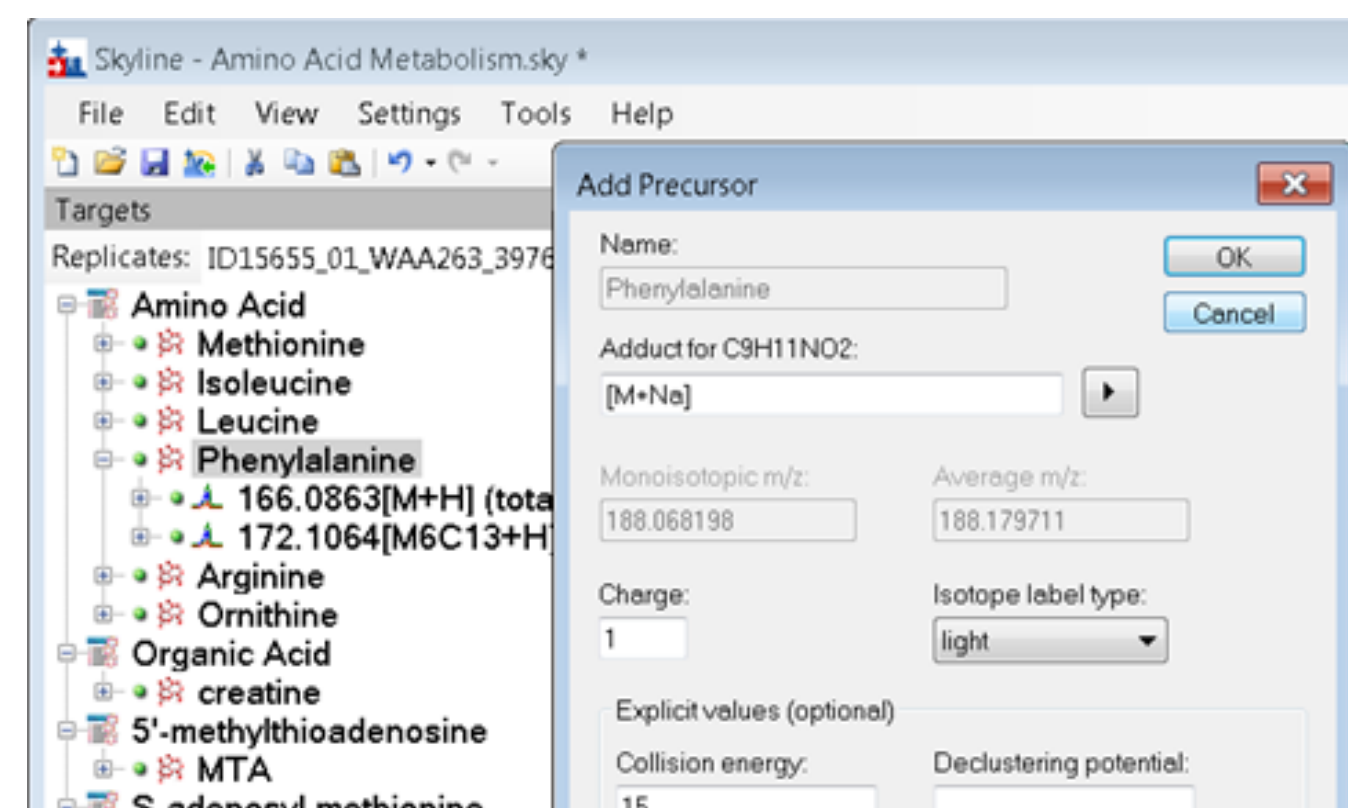 Skyline - Amino Acid Metabolism.sky *
File Edit View Settings Tools Help
Targets
Replicates: ID15655_01_WAA263_3976
Amino Acid
Methionine
Isoleucine
Leucine
Phenylalanine
166.0863[M+H] (tota
172.1064[M6C13+H]
Arginine
Ornithine
Organic Acid
creatine
5'-methylthioadenosine
MTA
S-adenosyl methionine
Add Precursor
Name:
OK
Phenylalanine
Cancel
Adduct for C9H11NO2:
[M+Na]
Monoisotopic m/z: Average m/z:
188.068198 188.179711
Charge: Isotope label type:
1 light
Explicit values (optional)
Collision energy: Declustering potential:
15